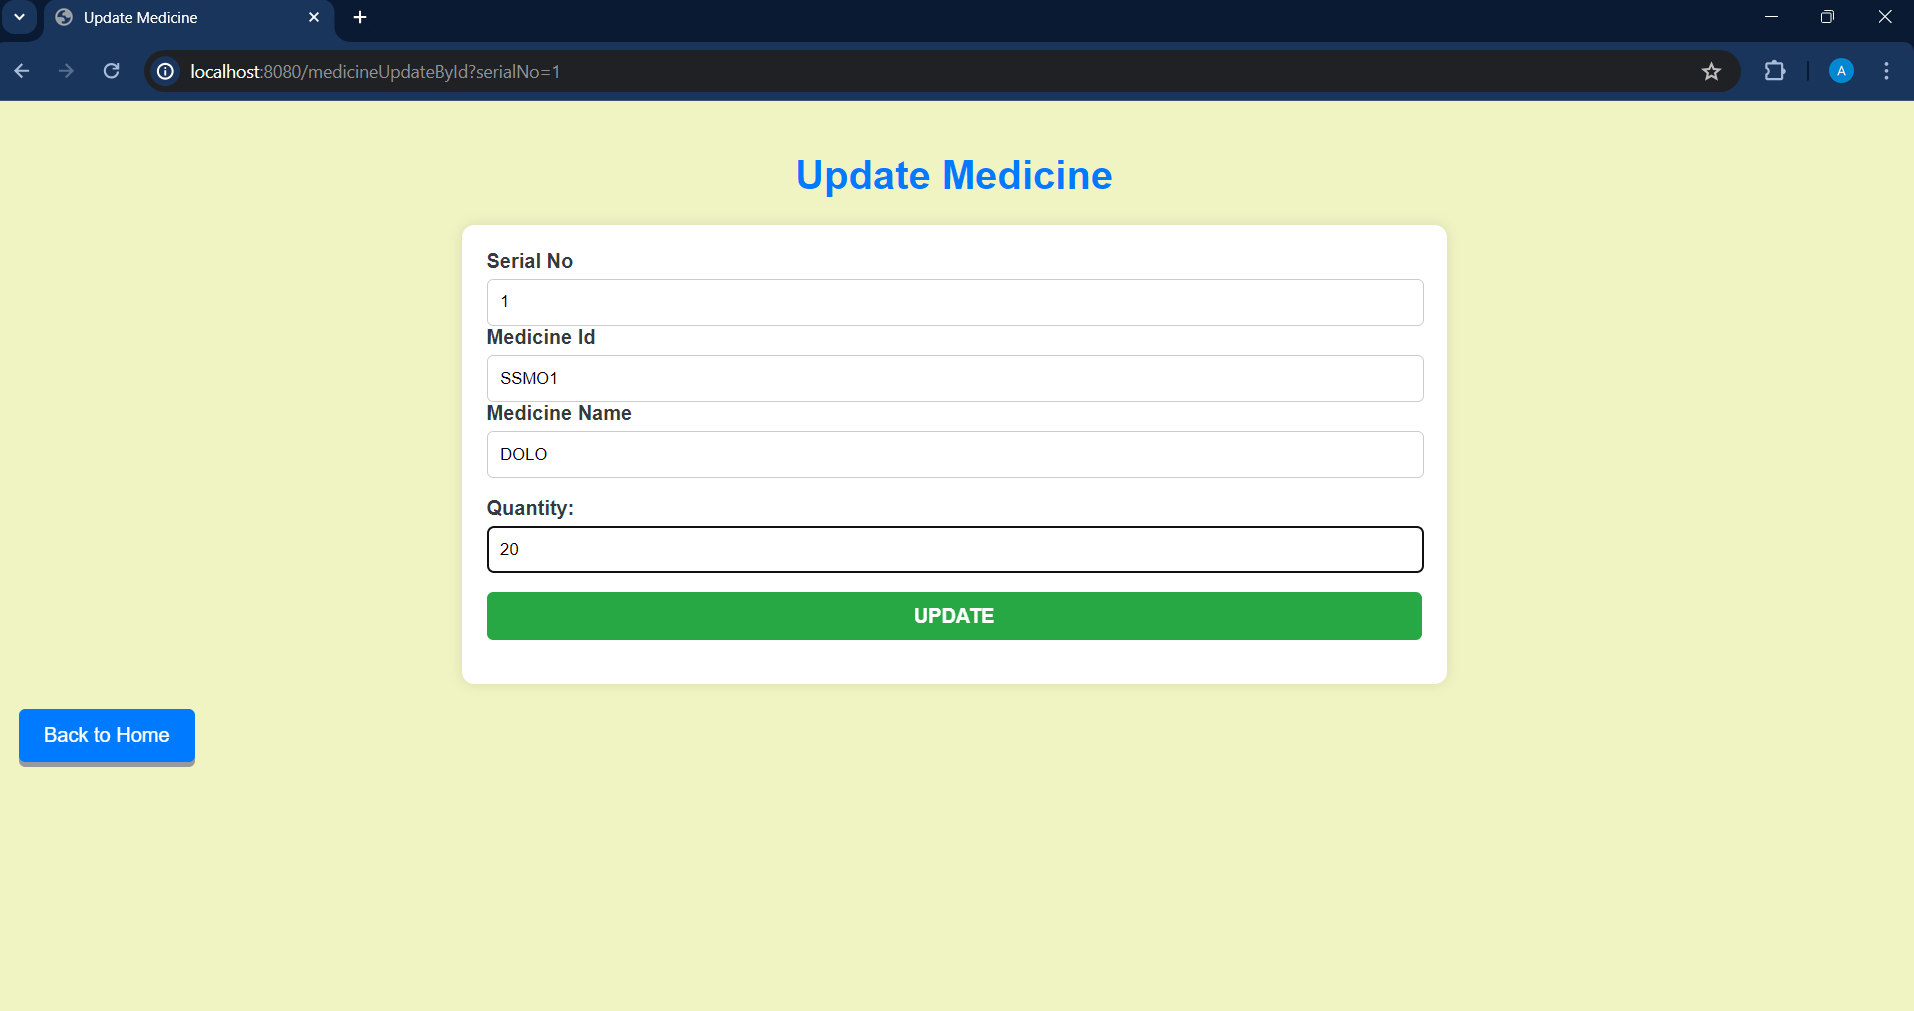 Update Medicine
localhost:8080/medicineUpdateById?serialNo=1
A
Update Medicine
Serial No
1
Medicine Id
SSMO1
Medicine Name
DOLO
Quantity:
20
UPDATE
Back to Home